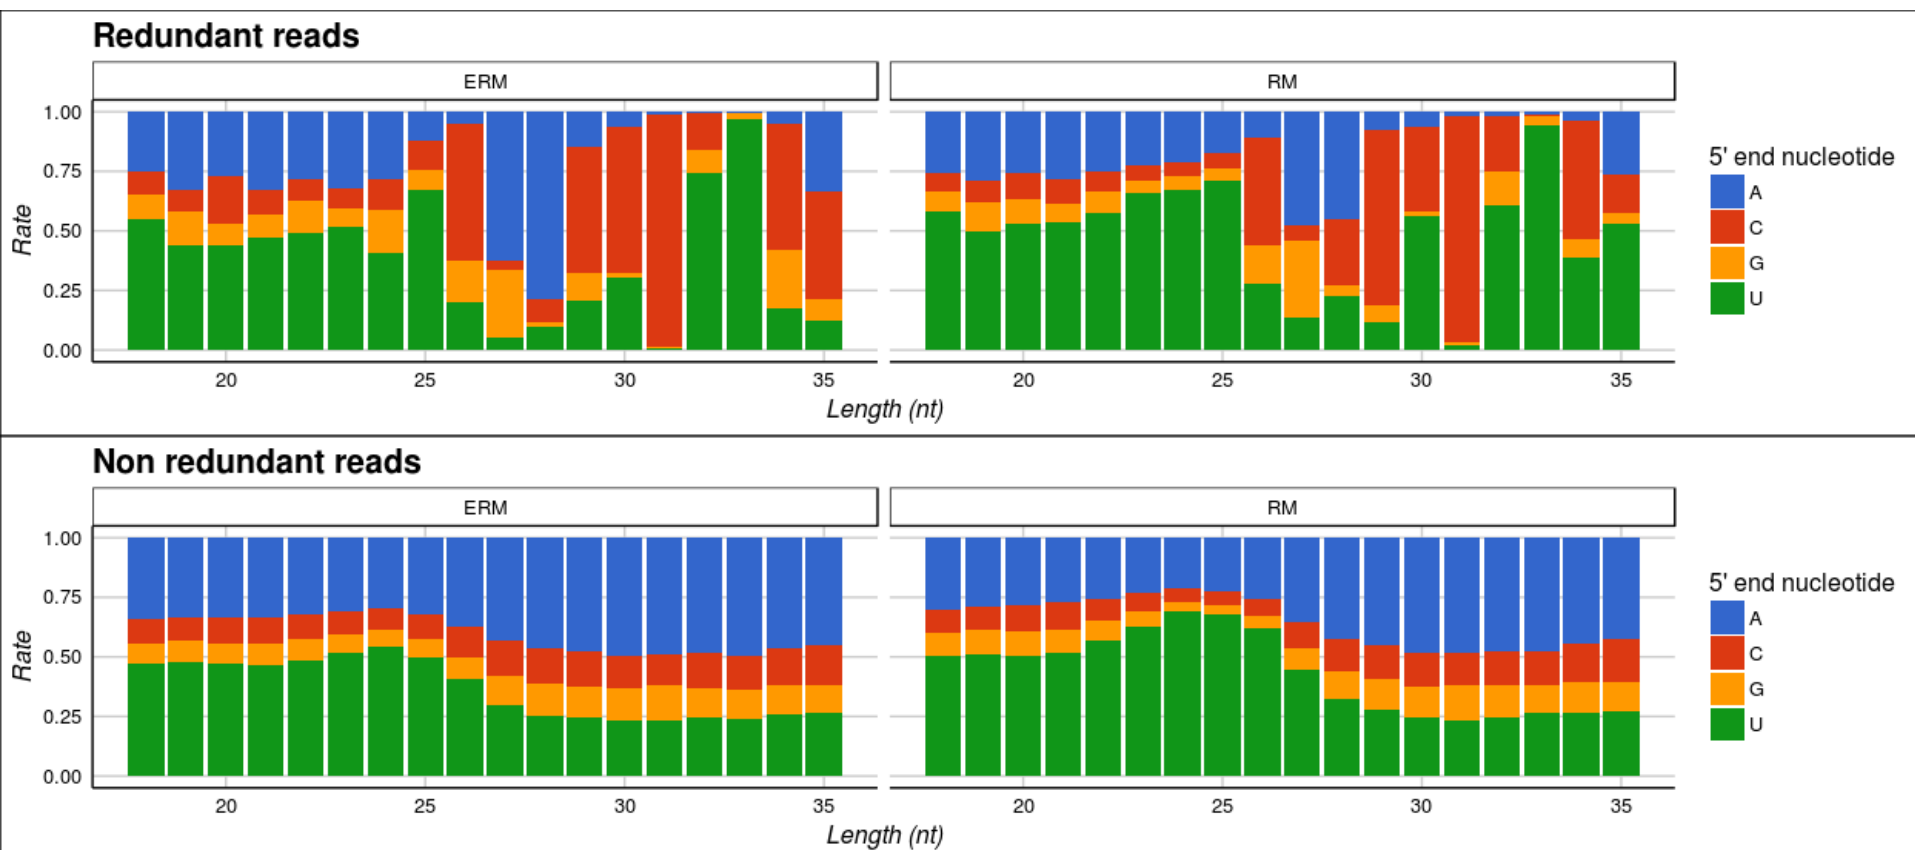 Redundant reads
ERM
RM
1.00
0.75
0.50
0.25
0.00
Rate
20 25 30 35
20 25 30 35
Length (nt)
5' end nucleotide
A
C
G
U
Non redundant reads
ERM
RM
1.00
0.75
0.50
0.25
0.00
Rate
20 25 30 35
20 25 30 35
Length (nt)
5' end nucleotide
A
C
G
U